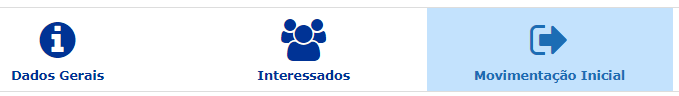 Dados Gerais
Interessados
Movimentação Inicial